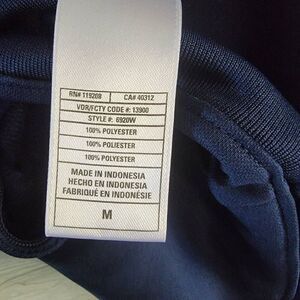 RN# 119208 CA# 40312
VDR/FCTY CODE #: 13900
STYLE #: 6920W
100% POLYESTER
100% POLYESTER
100% POLYESTER
MADE IN INDONESIA
HECHO EN INDONESIA
FABRIQUÉ EN INDONÉSIE
M